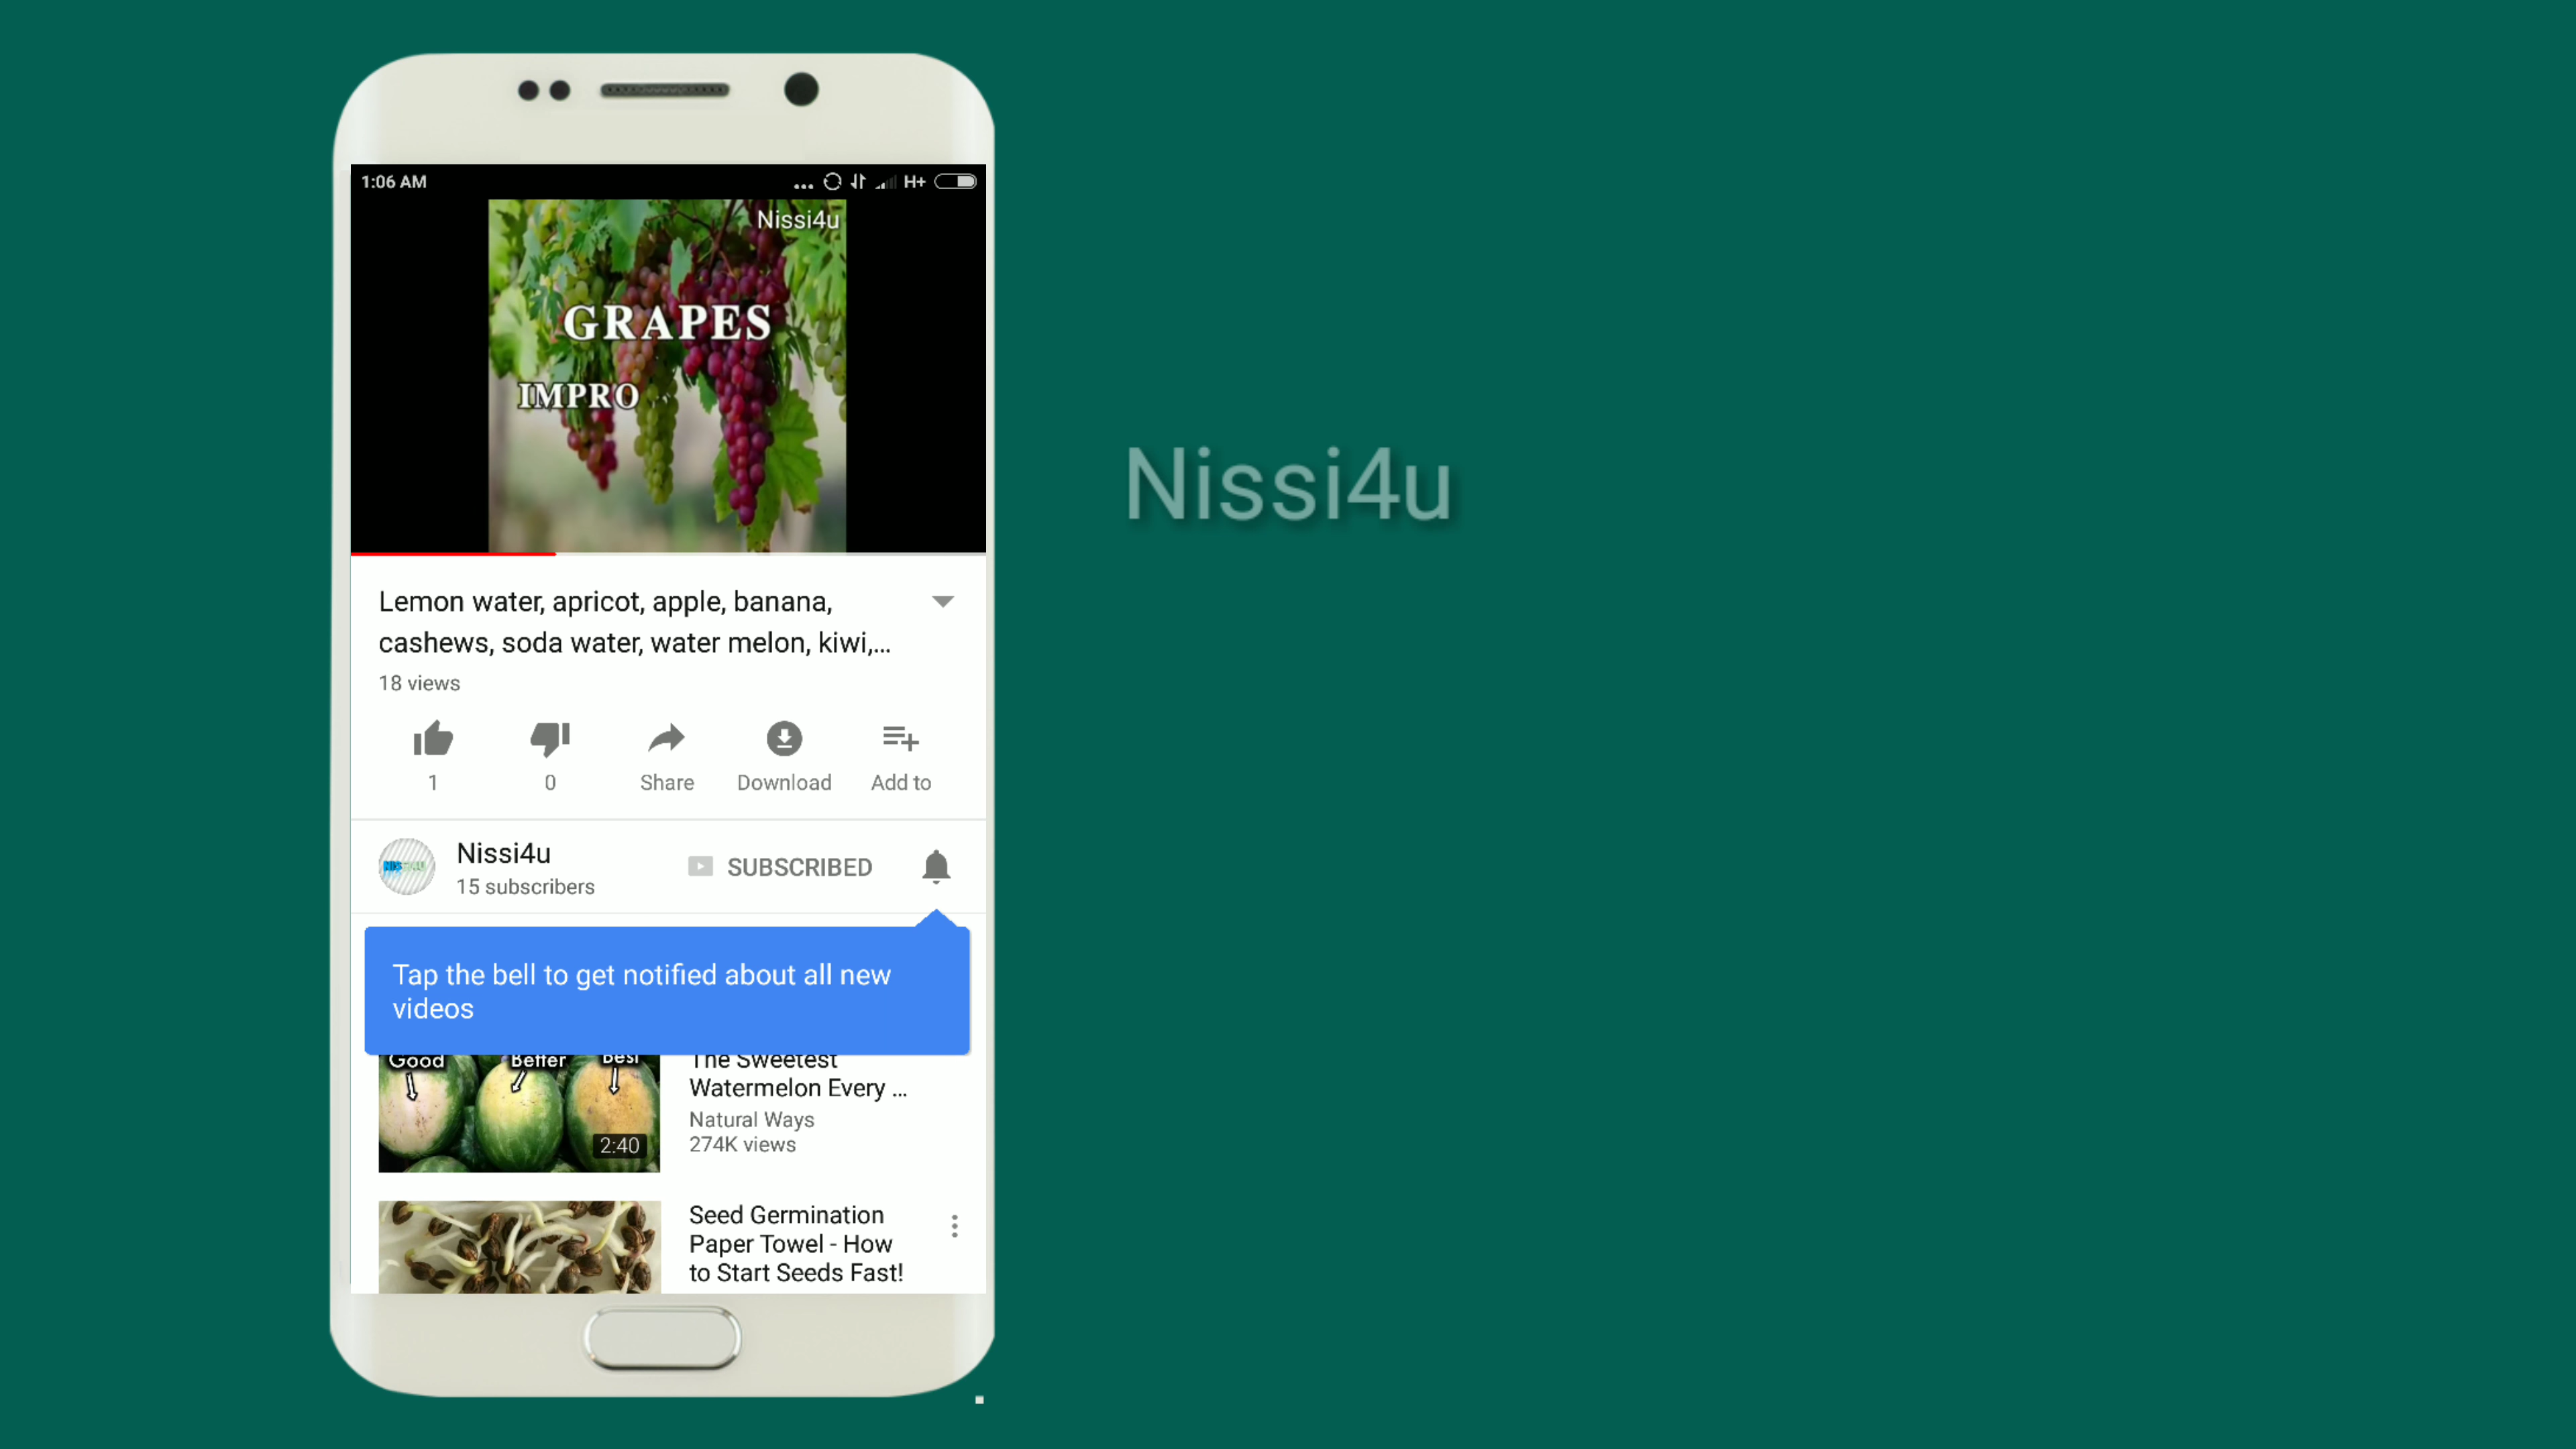 1:06 AM
H+
Nissi4u
GRAPES
IMPRO
Nissi4u
Lemon water, apricot, apple, banana,
cashews, soda water, water melon, kiwi,...
18 views
1
0
Share
Download
Add to
Nissi4u
SUBSCRIBED
15 subscribers
Tap the bell to get notified about all new
videos
Good
Better
Best
2:40
The Sweetest
Watermelon Every ...
Natural Ways
274K views
Seed Germination
Paper Towel - How
to Start Seeds Fast!